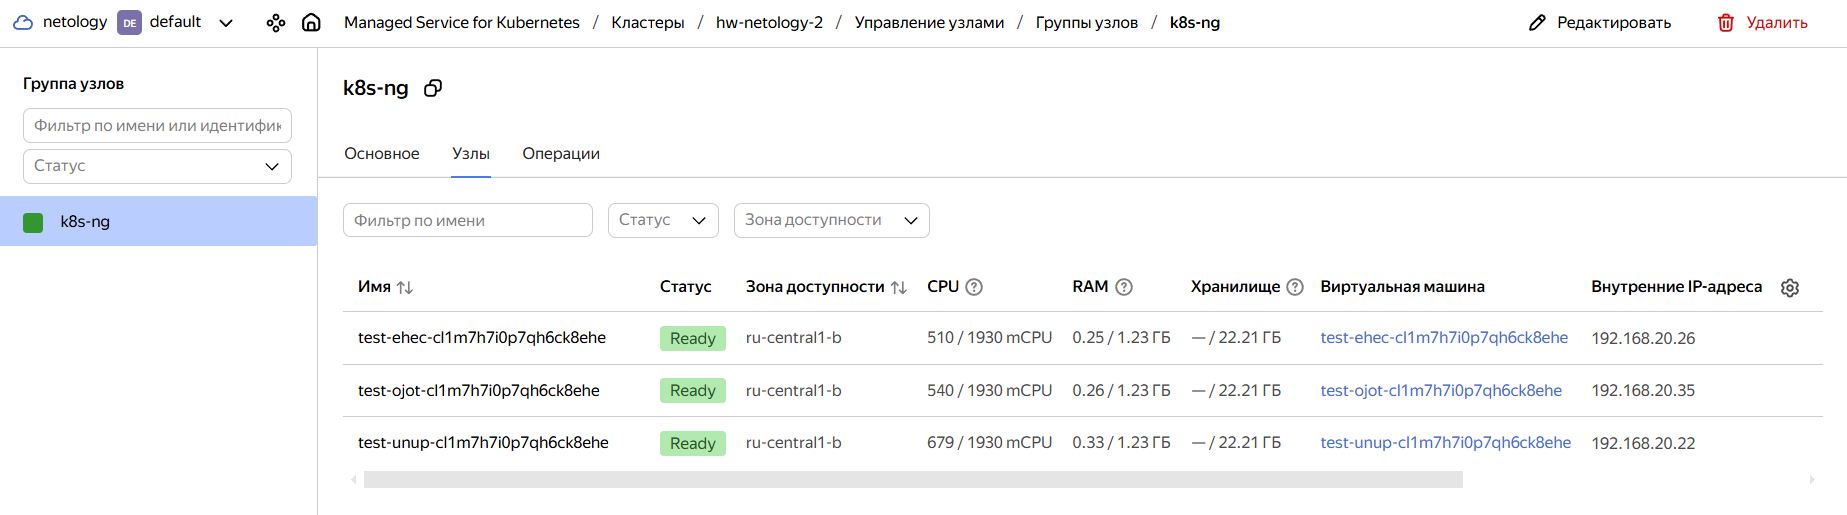 netology DE default Managed Service for Kubernetes / Кластеры / hw-netology-2 / Управление узлами / Группы узлов / k8s-ng Редактировать Удалить
Группа узлов
Фильтр по имени или идентифик
Статус
k8s-ng
k8s-ng
Основное Узлы Операции
Фильтр по имени Статус Зона доступности
Имя Статус Зона доступности CPU RAM Хранилище Виртуальная машина Внутренние IP-адреса
test-ehec-cl1m7h7i0p7qh6ck8ehe Ready ru-central1-b 510 / 1930 mCPU 0.25 / 1.23 ГБ — / 22.21 ГБ test-ehec-cl1m7h7i0p7qh6ck8ehe 192.168.20.26
test-ojot-cl1m7h7i0p7qh6ck8ehe Ready ru-central1-b 540 / 1930 mCPU 0.26 / 1.23 ГБ — / 22.21 ГБ test-ojot-cl1m7h7i0p7qh6ck8ehe 192.168.20.35
test-unup-cl1m7h7i0p7qh6ck8ehe Ready ru-central1-b 679 / 1930 mCPU 0.33 / 1.23 ГБ — / 22.21 ГБ test-unup-cl1m7h7i0p7qh6ck8ehe 192.168.20.22